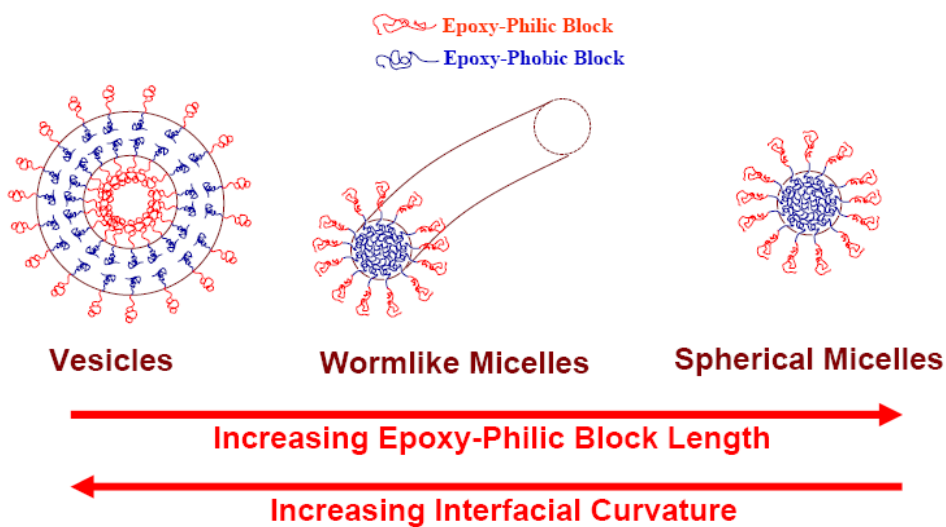 Epoxy-Philic Block
Epoxy-Phobic Block
Vesicles
Wormlike Micelles
Spherical Micelles
Increasing Epoxy-Philic Block Length
Increasing Interfacial Curvature